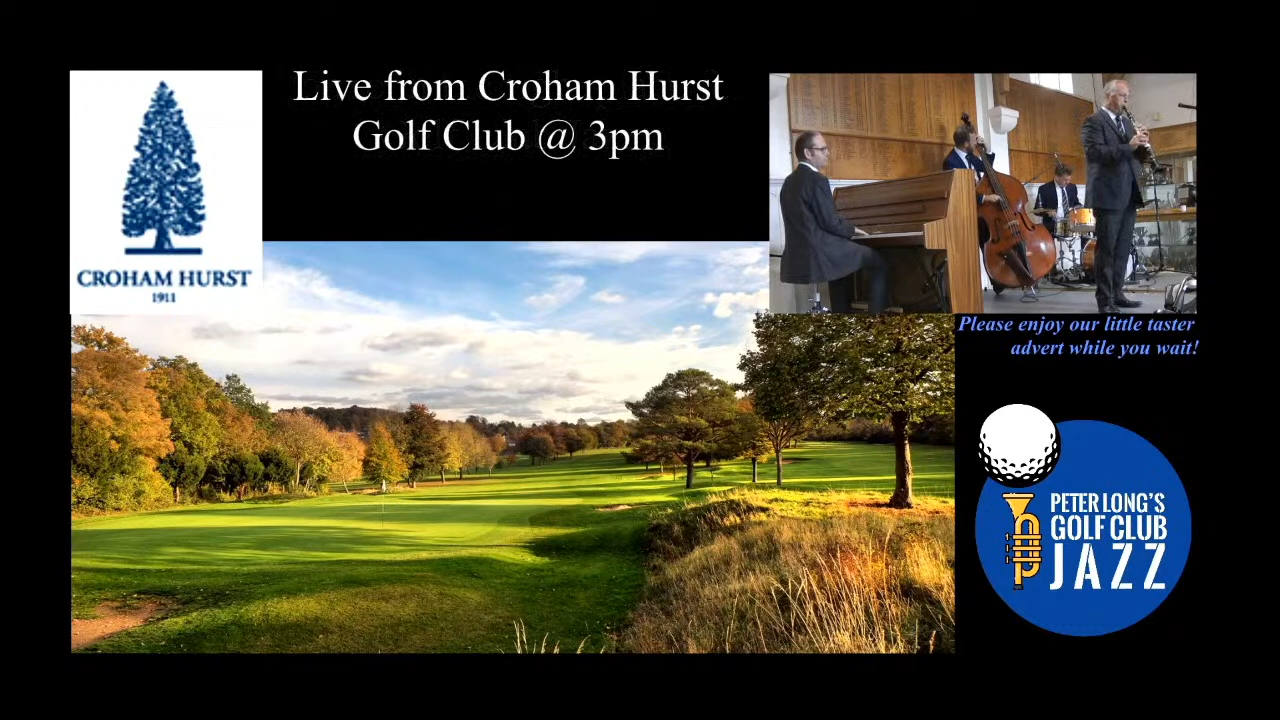 Live from Croham Hurst
Golf Club @ 3pm
CROHAM HURST
1911
Please enjoy our little taster
advert while you wait!
PETER LONG'S
GOLF CLUB
JAZZ